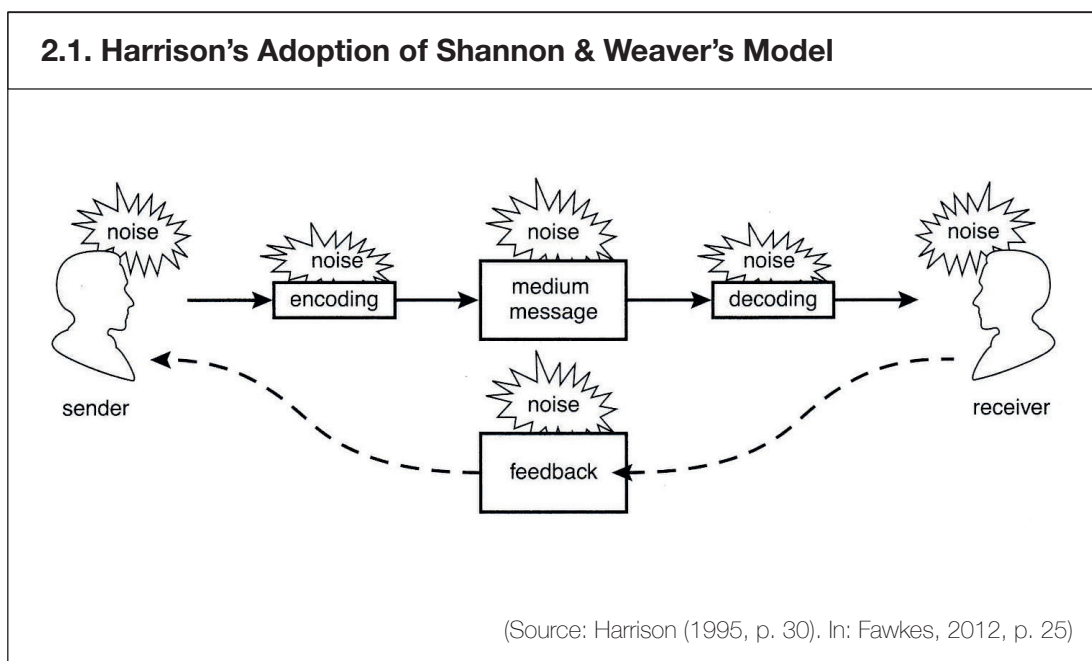 2.1. Harrison's Adoption of Shannon & Weaver's Model
noise
noise
noise
noise
noise
encoding
medium
message
decoding
sender
noise
receiver
feedback
(Source: Harrison (1995, p. 30). In: Fawkes, 2012, p. 25)